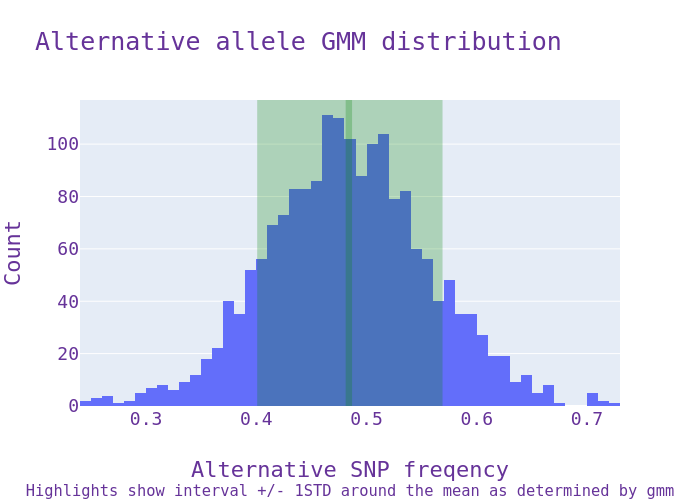 Alternative allele GMM distribution
100
80
60
40
20
0
Count
0.3 0.4 0.5 0.6 0.7
Alternative SNP freqency
Highlights show interval +/- 1STD around the mean as determined by gmm